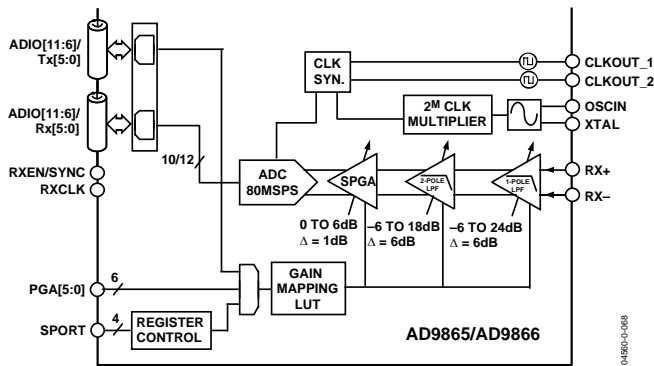 ADIO[11:6]/
Tx[5:0]
ADIO[11:6]/
Rx[5:0]
RXEN/SYNC
RXCLK
PGA[5:0]
SPORT
10/12
6
4
REGISTER
CONTROL
ADC
80MSPS
CLK
SYN.
2M CLK
MULTIPLIER
SPGA
2-POLE
LPF
1-POLE
LPF
0 TO 6dB
Δ = 1dB
–6 TO 18dB
Δ = 6dB
–6 TO 24dB
Δ = 6dB
GAIN
MAPPING
LUT
CLKOUT_1
CLKOUT_2
OSCIN
XTAL
RX+
RX–
AD9865/AD9866
04560-0-068